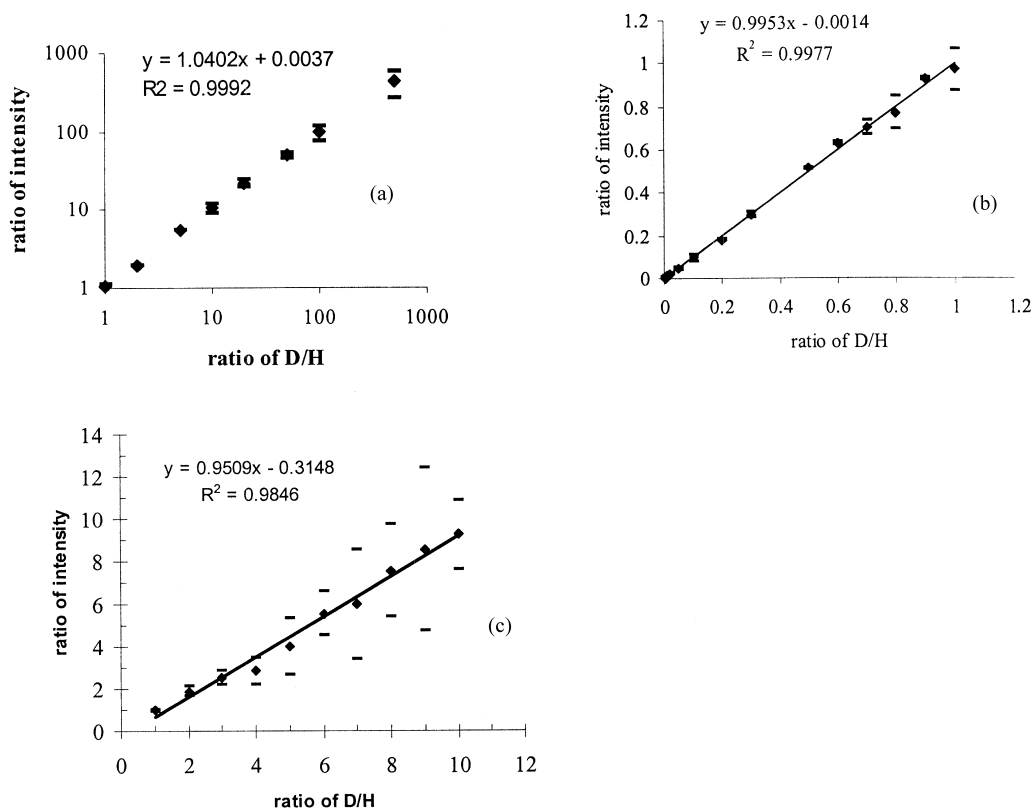 y = 1.0402x + 0.0037
R2 = 0.9992
1000
100
10
1
ratio of intensity
(a)
1
10
100
1000
ratio of D/H
y = 0.9953x - 0.0014
R² = 0.9977
1.2
1
0.8
0.6
0.4
0.2
0
ratio of intensity
(b)
0
0.2
0.4
0.6
0.8
1
1.2
ratio of D/H
y = 0.9509x - 0.3148
R² = 0.9846
14
12
10
8
6
4
2
0
ratio of intensity
(c)
0
2
4
6
8
10
12
ratio of D/H